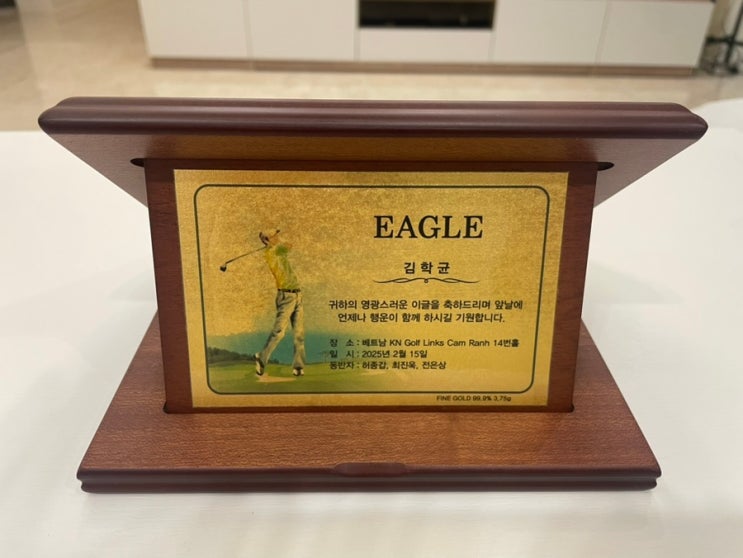 EAGLE
김학균
귀하의 영광스러운 이글을 축하드리며 앞날에
언제나 행운이 함께 하시길 기원합니다.
장 소 : 베트남 KN Golf Links Cam Ranh 14번홀
일 시 : 2025년 2월 15일
동반자 : 허종갑, 최진욱, 전은삼
FINE GOLD 99.9% 3.75g